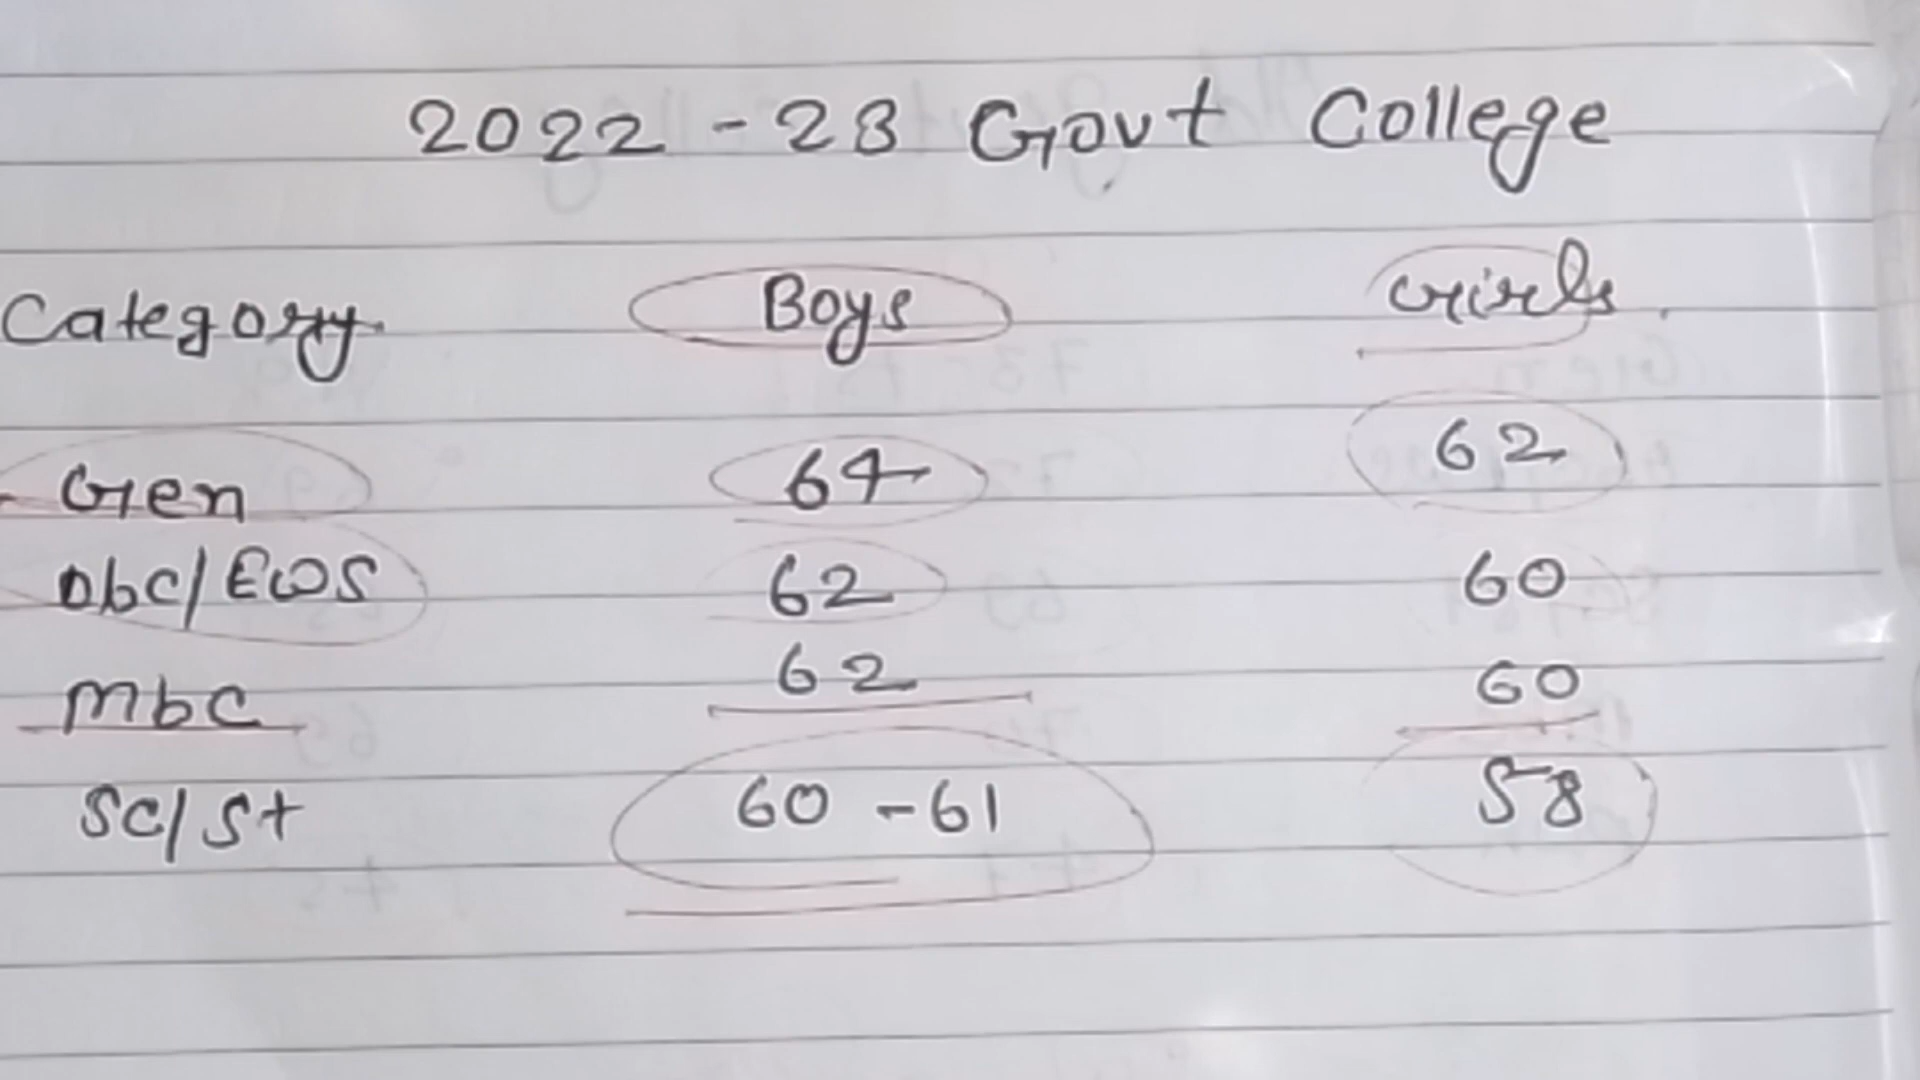 2022 - 23 Govt College
Category Boys Girls
Gen 64 62
Obc/EWS 62 60
mbc 62 60
SC/St 60 - 61 58